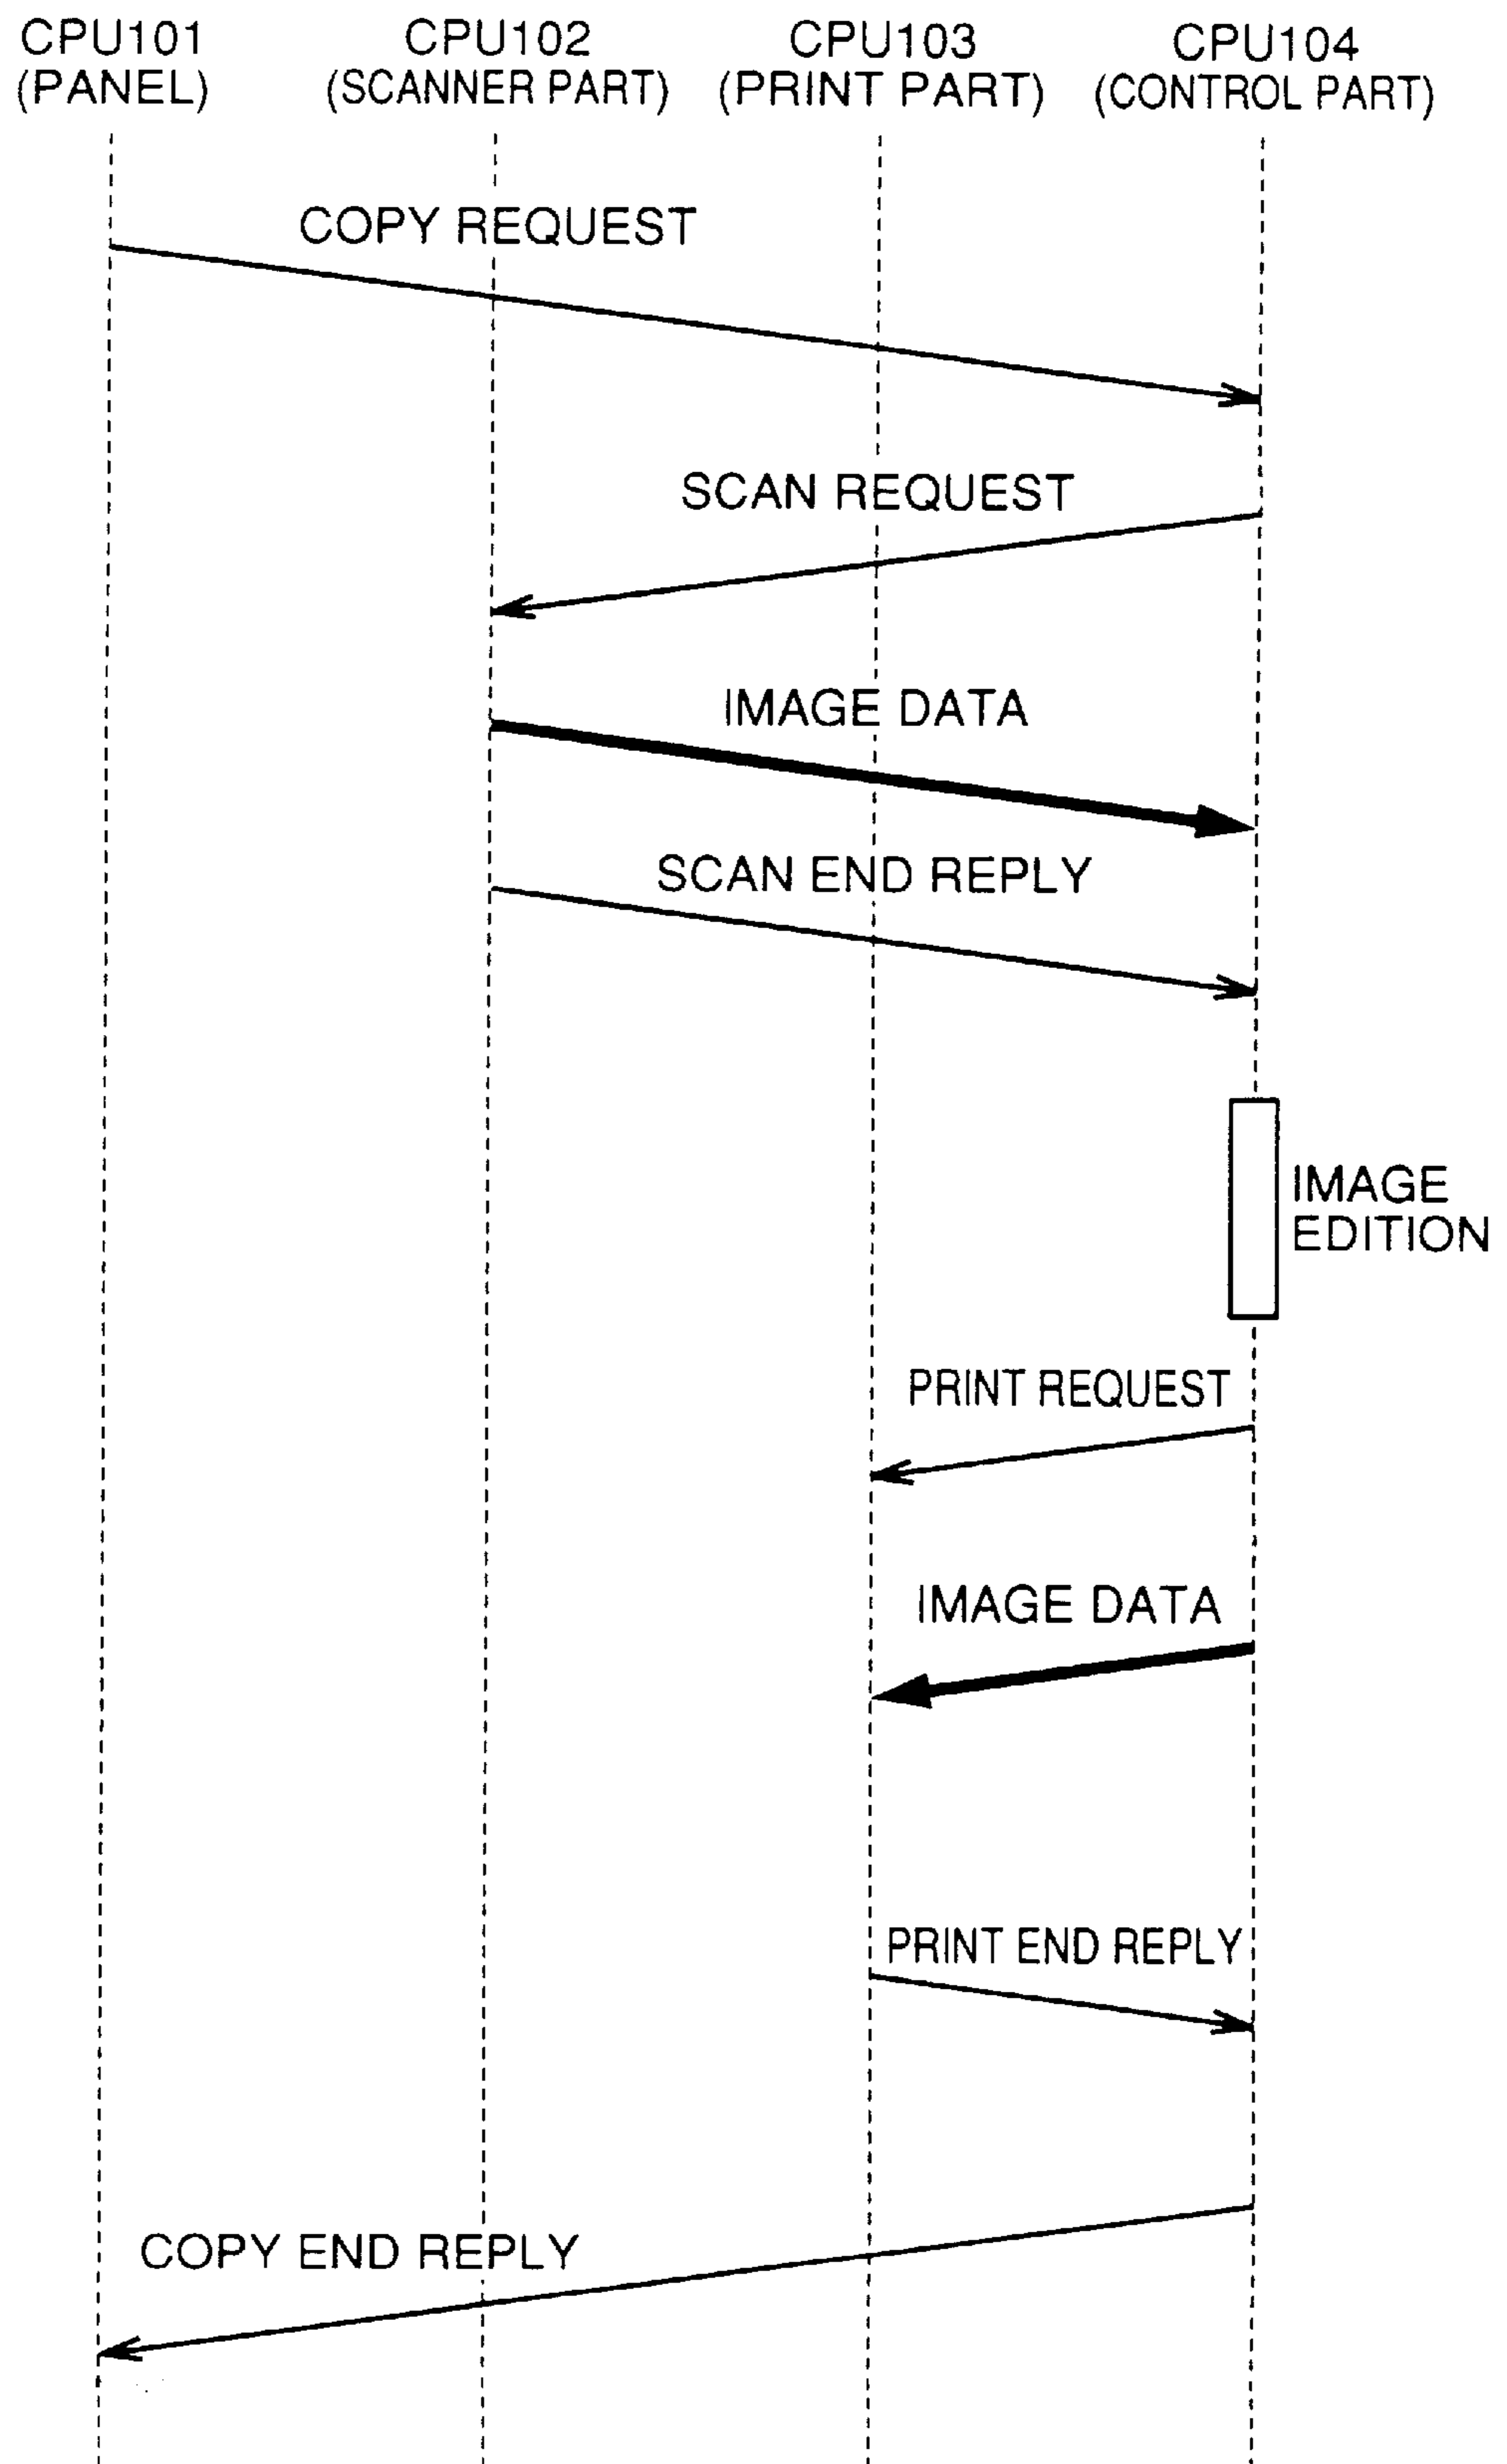 CPU101
(PANEL)
CPU102
(SCANNER PART)
CPU103
(PRINT PART)
CPU104
(CONTROL PART)
COPY REQUEST
SCAN REQUEST
IMAGE DATA
SCAN END REPLY
IMAGE
EDITION
PRINT REQUEST
IMAGE DATA
PRINT END REPLY
COPY END REPLY